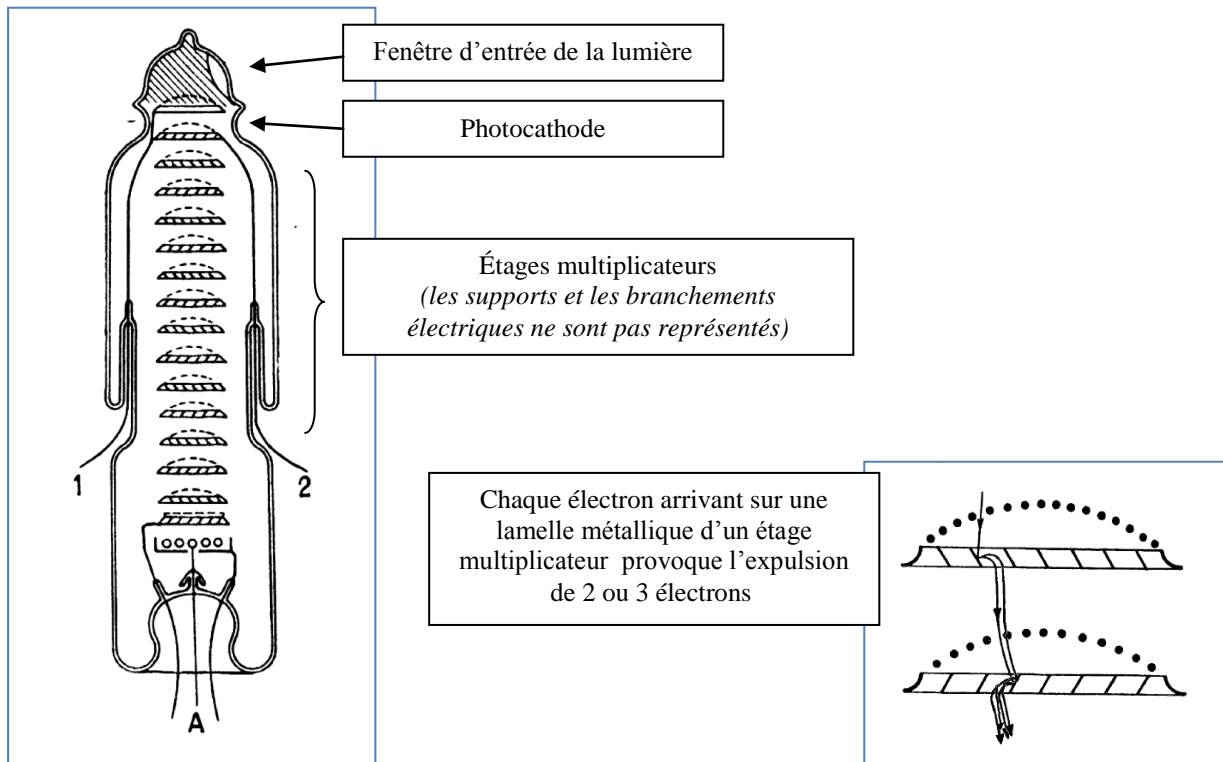 Fenêtre d’entrée de la lumière
Photocathode
Étages multiplicateurs
(les supports et les branchements
électriques ne sont pas représentés)
1
2
Chaque électron arrivant sur une
lamelle métallique d’un étage
multiplicateur provoque l’expulsion
de 2 ou 3 électrons
A